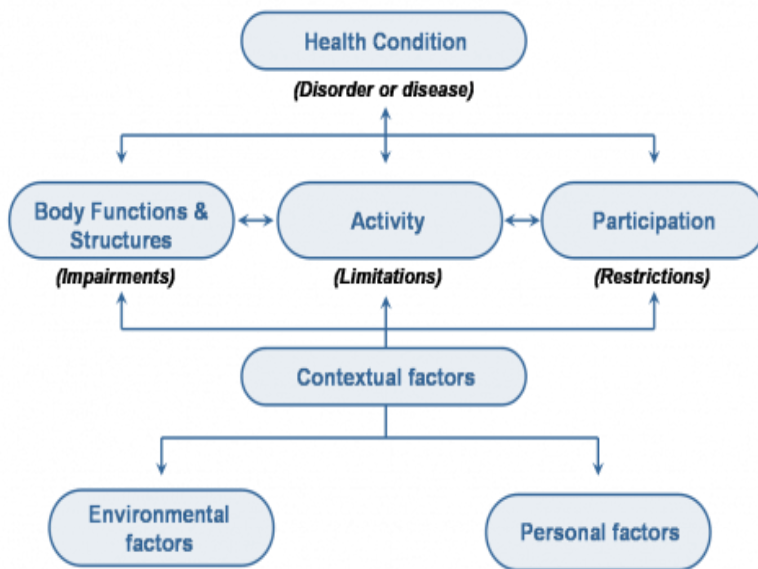 Health Condition
(Disorder or disease)
Body Functions &
Structures
Activity
Participation
(Impairments)
(Limitations)
(Restrictions)
Contextual factors
Environmental
factors
Personal factors